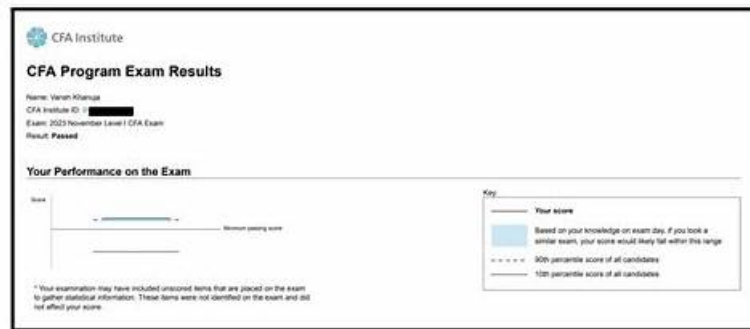 CFA Institute
CFA Program Exam Results
Name: Vansh Khanuja
CFA Institute ID:
Exam: 2023 November Level I CFA Exam
Result: Passed
Your Performance on the Exam
Score
Minimum passing score
* Your examination may have included unscored items that are placed on the exam
to gather statistical information. These items were not identified on the exam and did
not affect your score.
Key
Your score
Based on your knowledge on exam day, if you took a
similar exam, your score would likely fall within this range
90th percentile score of all candidates
10th percentile score of all candidates